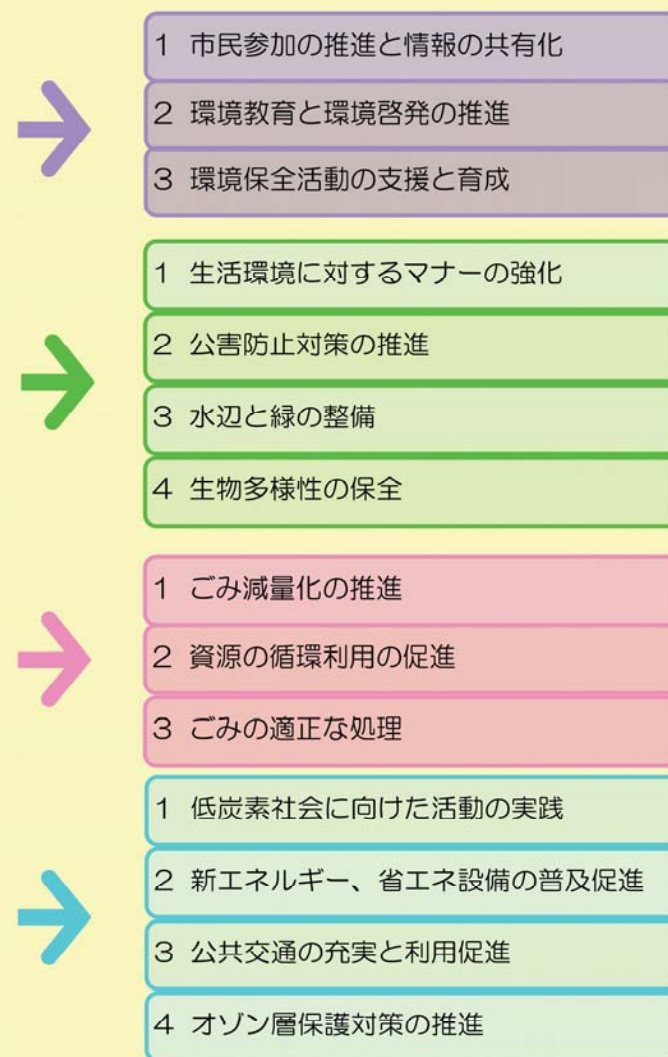 1 市民参加の推進と情報の共有化
2 環境教育と環境啓発の推進
3 環境保全活動の支援と育成
1 生活環境に対するマナーの強化
2 公害防止対策の推進
3 水辺と緑の整備
4 生物多様性の保全
1 ごみ減量化の推進
2 資源の循環利用の促進
3 ごみの適正な処理
1 低炭素社会に向けた活動の実践
2 新エネルギー、省エネ設備の普及促進
3 公共交通の充実と利用促進
4 オゾン層保護対策の推進